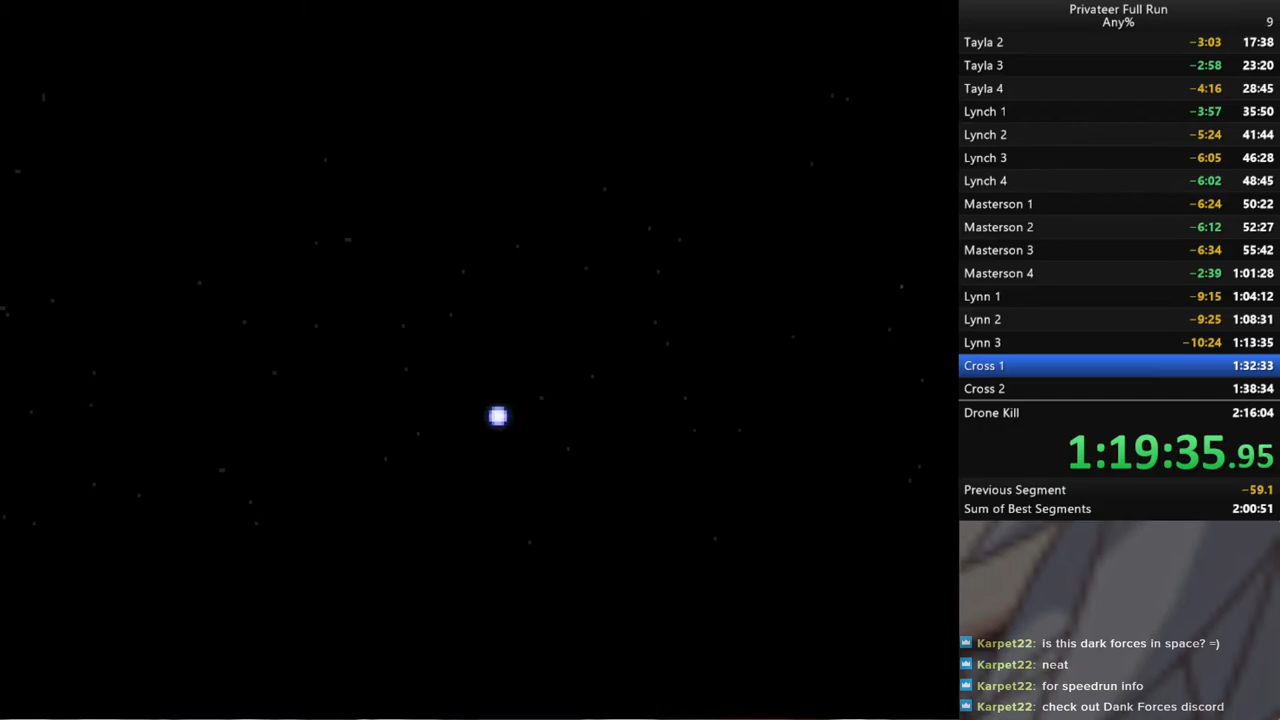 Privateer Full Run
Any% 9
Tayla 2 -3:03 17:38
Tayla 3 -2:58 23:20
Tayla 4 -4:16 28:45
Lynch 1 -3:57 35:50
Lynch 2 -5:24 41:44
Lynch 3 -6:05 46:28
Lynch 4 -6:02 48:45
Masterson 1 -6:24 50:22
Masterson 2 -6:12 52:27
Masterson 3 -6:34 55:42
Masterson 4 -2:39 1:01:28
Lynn 1 -9:15 1:04:12
Lynn 2 -9:25 1:08:31
Lynn 3 -10:24 1:13:35
Cross 1 1:32:33
Cross 2 1:38:34
Drone Kill 2:16:04
1:19:35.95
Previous Segment -59.1
Sum of Best Segments 2:00:51
Karpet22: is this dark forces in space? =)
Karpet22: neat
Karpet22: for speedrun info
Karpet22: check out Dank Forces discord